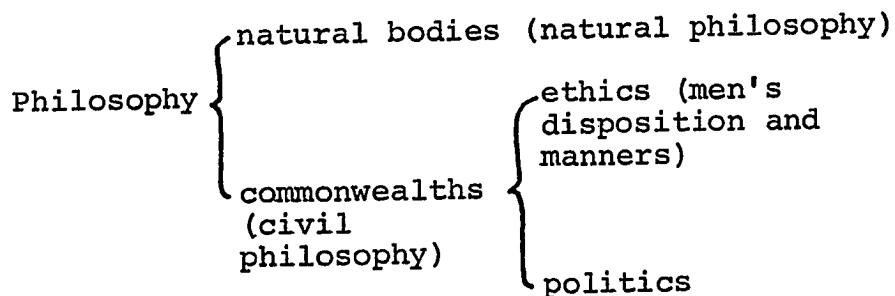 natural bodies (natural philosophy)
Philosophy
ethics (men's
disposition and
manners)
commonwealths
(civil
philosophy)
politics